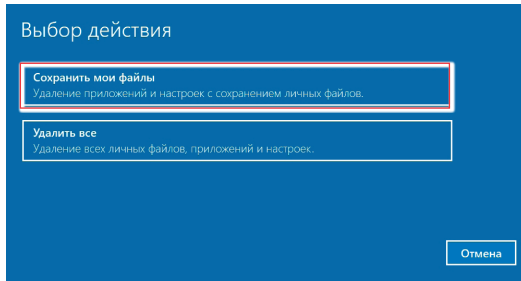 Выбор действия
Сохранить мои файлы
Удаление приложений и настроек с сохранением личных файлов.
Удалить все
Удаление всех личных файлов, приложений и настроек.
Отмена